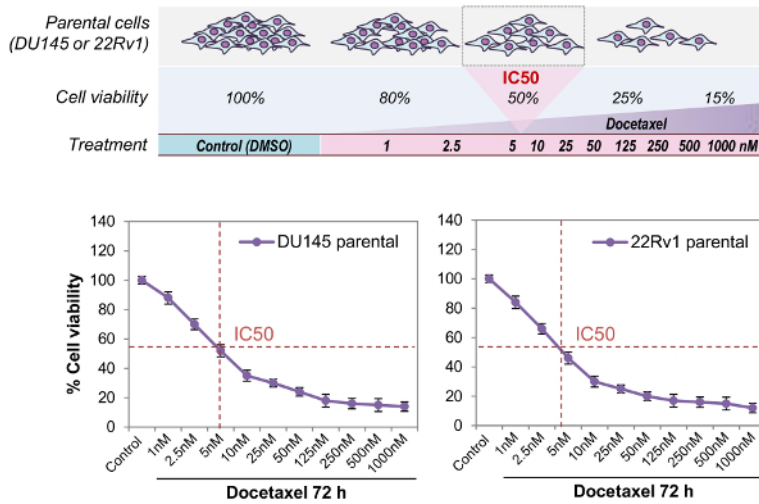 Parental cells
(DU145 or 22Rv1)
IC50
Cell viability 100% 80% 50% 25% 15%
Docetaxel
Treatment Control (DMSO) 1 2.5 5 10 25 50 125 250 500 1000 nM
140
120
100
80
60
40
20
0
% Cell viability
DU145 parental
IC50
Control 1nM 2.5nM 5nM 10nM 25nM 50nM 125nM 250nM 500nM 1000nM
Docetaxel 72 h
140
120
100
80
60
40
20
0
22Rv1 parental
IC50
Control 1nM 2.5nM 5nM 10nM 25nM 50nM 125nM 250nM 500nM 1000nM
Docetaxel 72 h